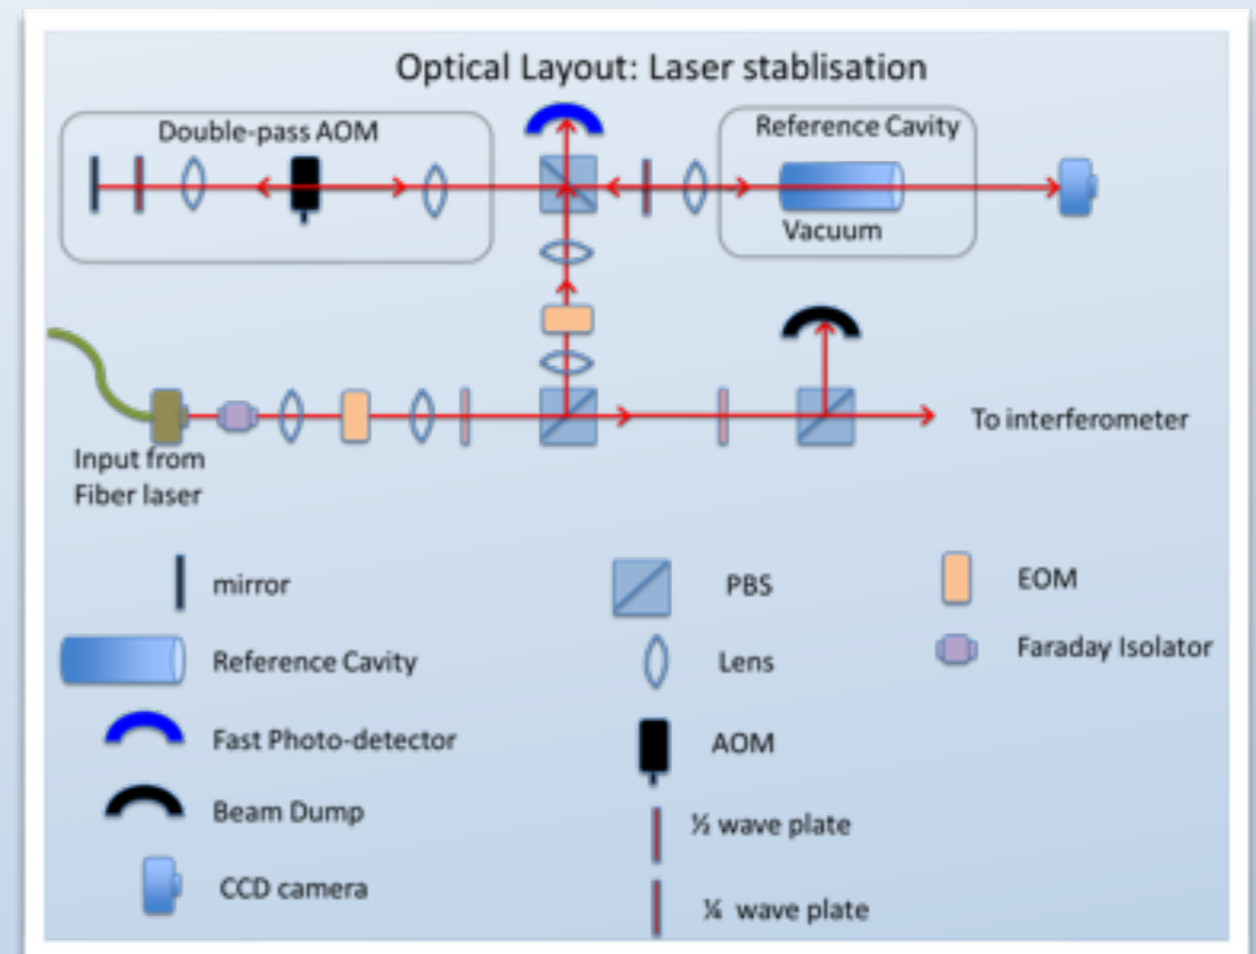 Optical Layout: Laser stablisation
Double-pass AOM
Reference Cavity
Vacuum
To interferometer
Input from
Fiber laser
mirror
PBS
EOM
Reference Cavity
Lens
Faraday Isolator
Fast Photo-detector
AOM
Beam Dump
½ wave plate
CCD camera
¼ wave plate